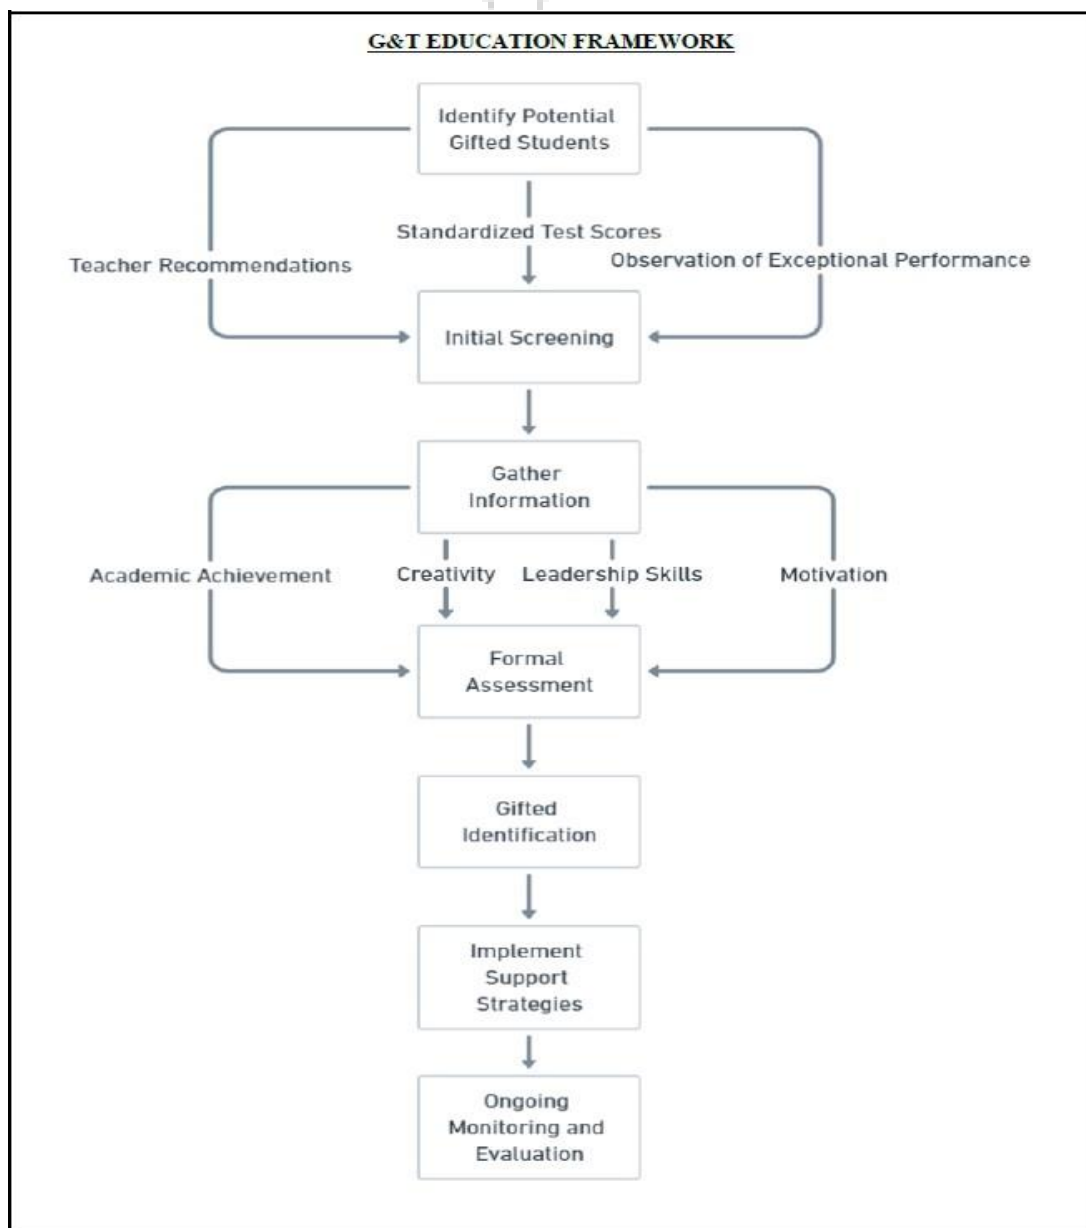 G&T EDUCATION FRAMEWORK
Identify Potential
Gifted Students
Standardized Test Scores
Teacher Recommendations
Observation of Exceptional Performance
Initial Screening
Gather
Information
Academic Achievement
Creativity
Leadership Skills
Motivation
Formal
Assessment
Gifted
Identification
Implement
Support
Strategies
Ongoing
Monitoring and
Evaluation